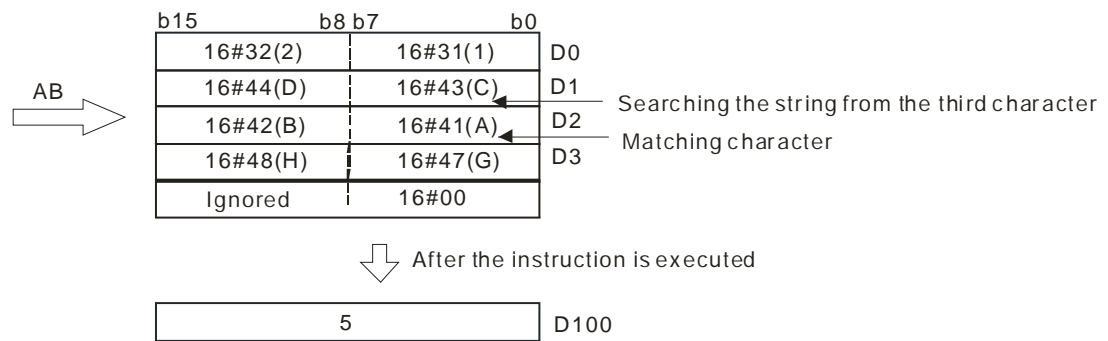 b15 b8 b7 b0
16#32(2) 16#31(1) D0
AB 16#44(D) 16#43(C) D1
Searching the string from the third character
16#42(B) 16#41(A) D2
Matching character
16#48(H) 16#47(G) D3
Ignored 16#00
After the instruction is executed
5 D100